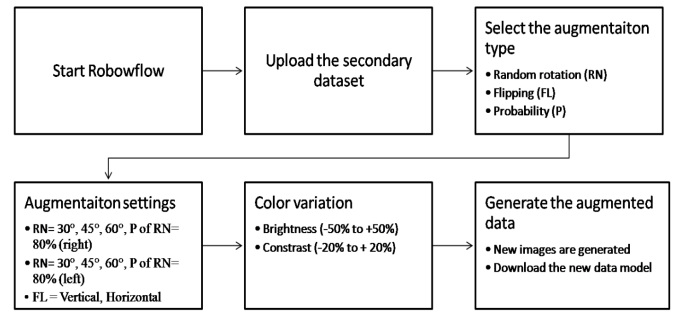 Start Robowflow
Upload the secondary
dataset
Select the augmentaiton
type
• Random rotation (RN)
• Flipping (FL)
• Probability (P)
Augmentaiton settings
• RN= 30°, 45°, 60°, P of RN=
80% (right)
• RN= 30°, 45°, 60°, P of RN=
80% (left)
• FL = Vertical, Horizontal
Color variation
• Brightness (-50% to +50%)
• Constrast (-20% to + 20%)
Generate the augmented
data
• New images are generated
• Download the new data model